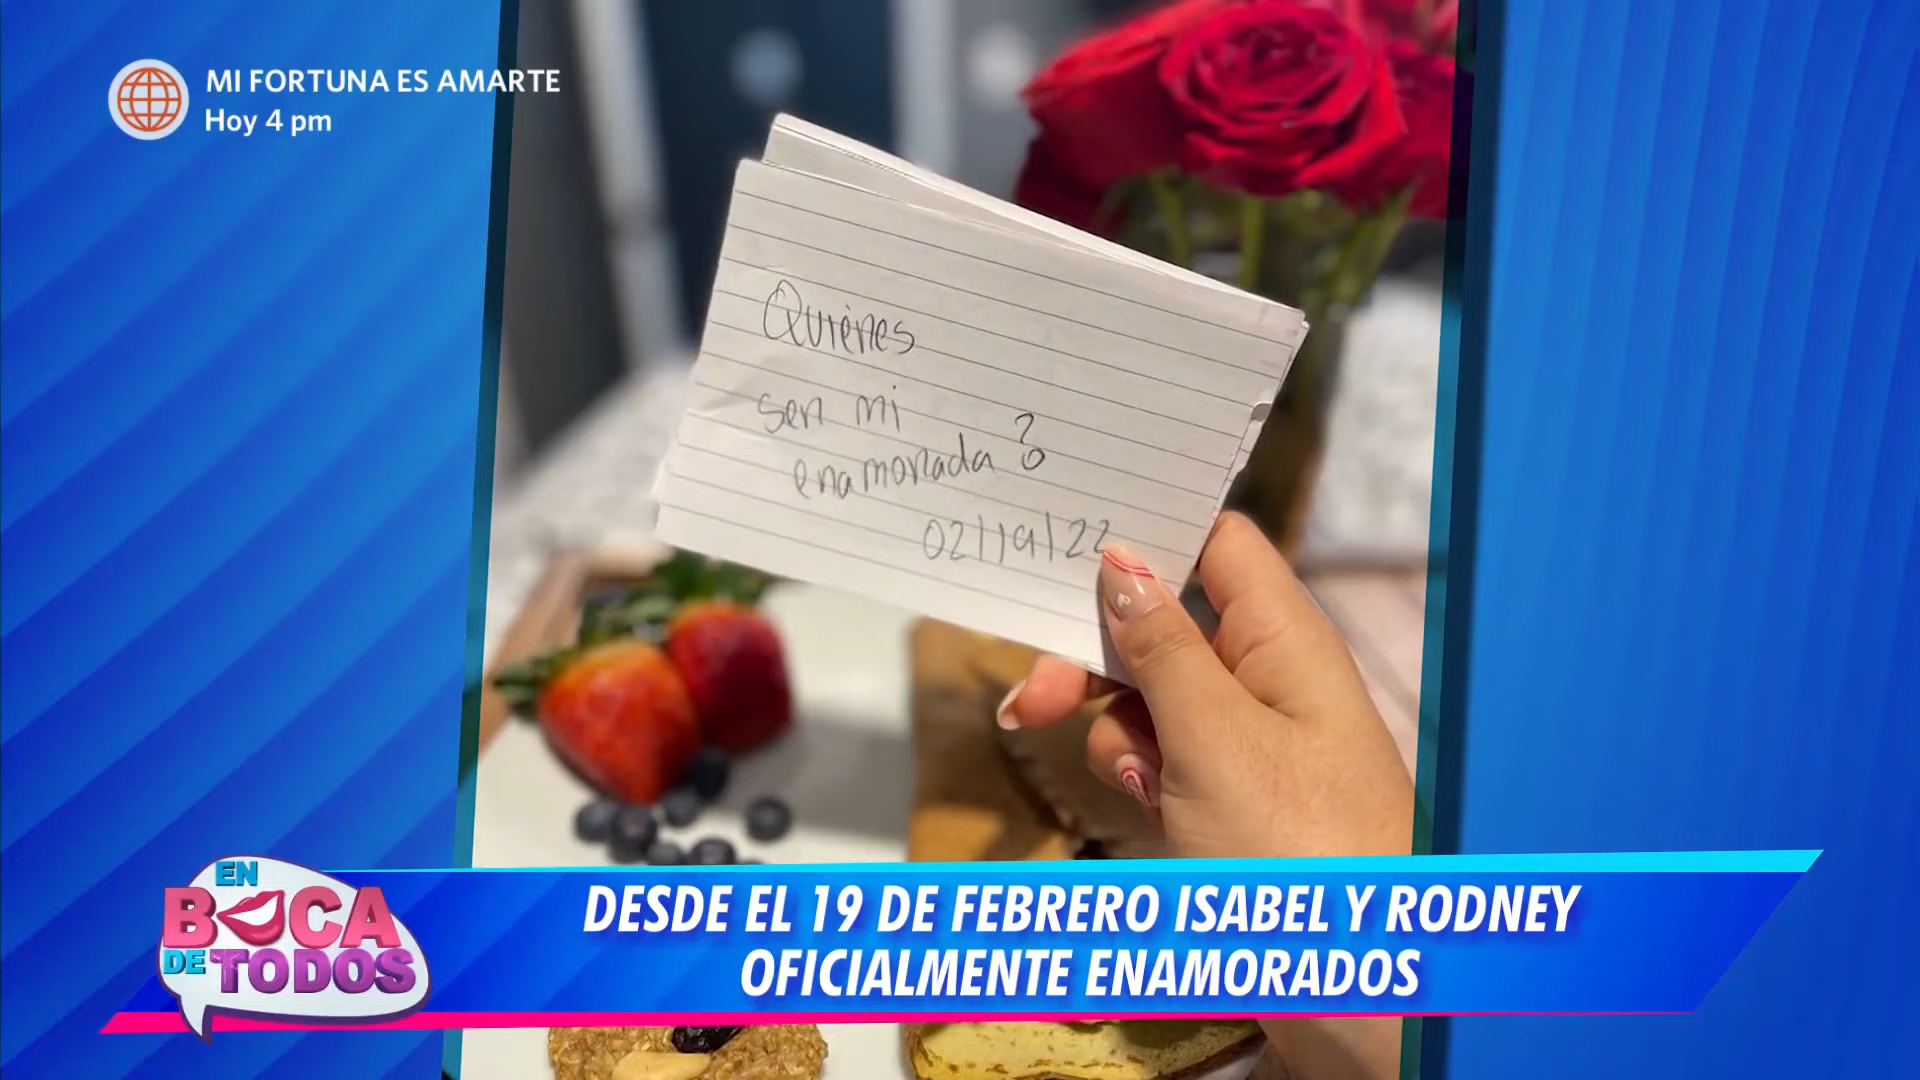 MI FORTUNA ES AMARTE
Hoy 4 pm
Quiéres
ser mi
enamorada?
02/19/22
EN
BOCA
DE TODOS
DESDE EL 19 DE FEBRERO ISABEL Y RODNEY
OFICIALMENTE ENAMORADOS